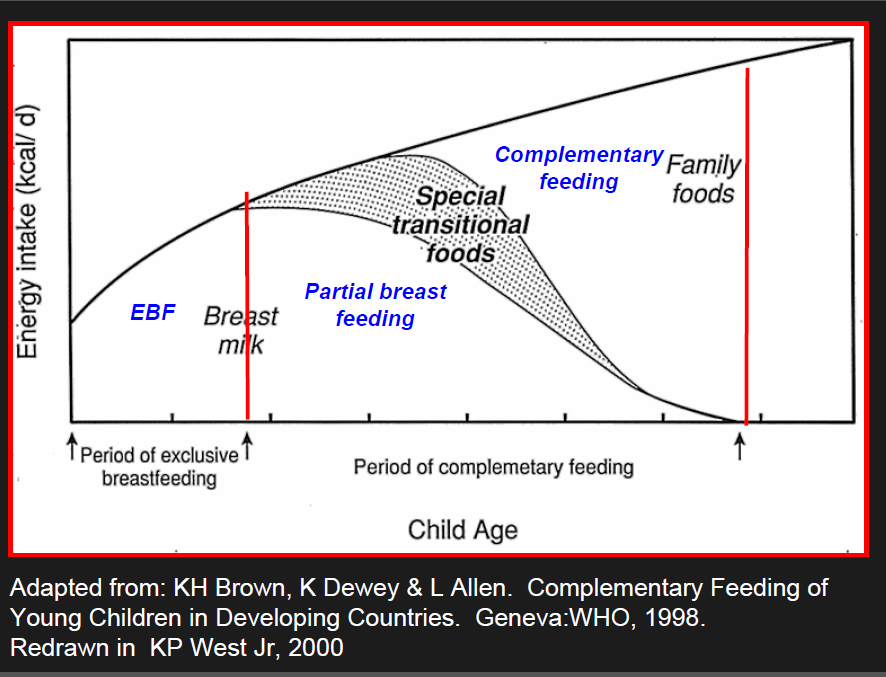 Energy intake (kcal/ d)
Complementary
feeding
Family
foods
Special
transitional
foods
Partial breast
feeding
EBF
Breast
milk
Period of exclusive
breastfeeding
Period of complemetary feeding
Child Age
Adapted from: KH Brown, K Dewey & L Allen.  Complementary Feeding of
Young Children in Developing Countries.  Geneva:WHO, 1998.
Redrawn in  KP West Jr, 2000